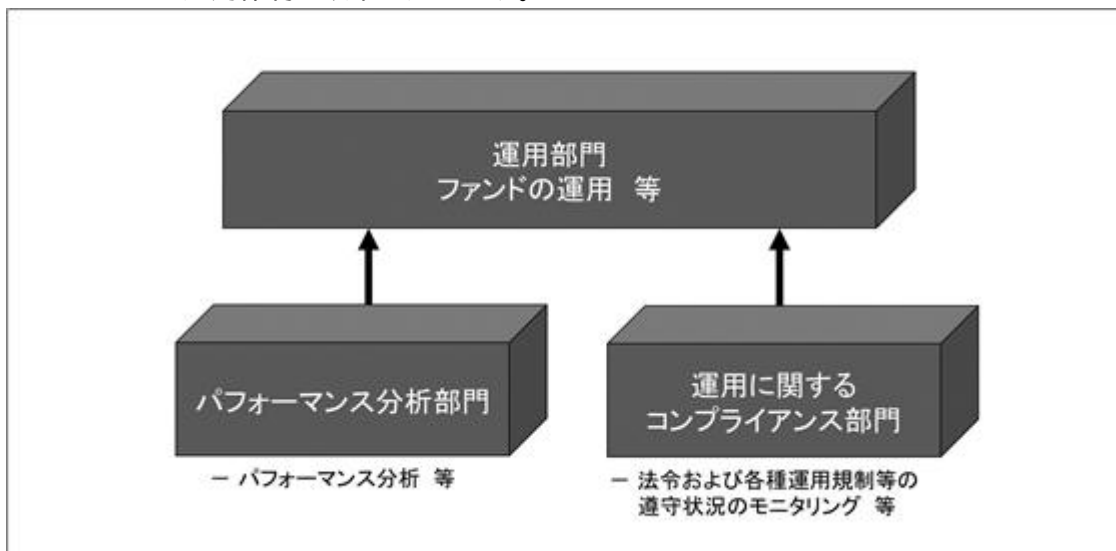 運用部門
ファンドの運用 等
パフォーマンス分析部門
－ パフォーマンス分析 等
運用に関する
コンプライアンス部門
－ 法令および各種運用規制等の
遵守状況のモニタリング 等